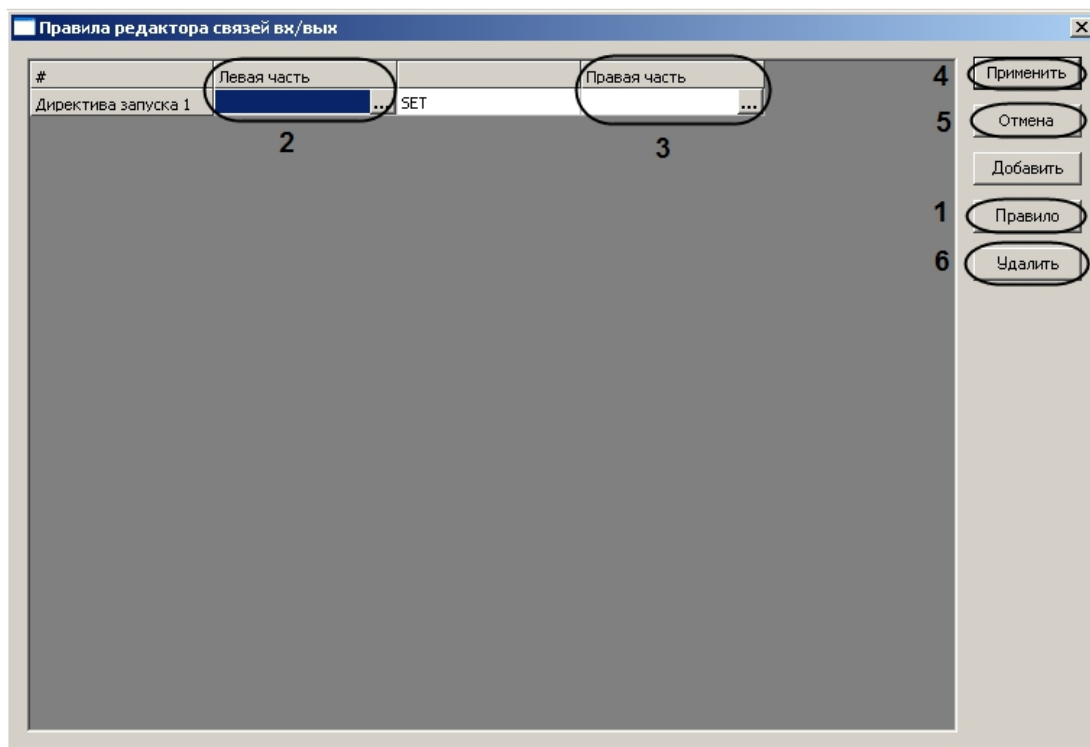 Правила редактора связей вх/вых
# Левая часть Правая часть
Директива запуска 1 ... SET ...
2 3
4 Применить
5 Отмена
Добавить
1 Правило
6 Удалить